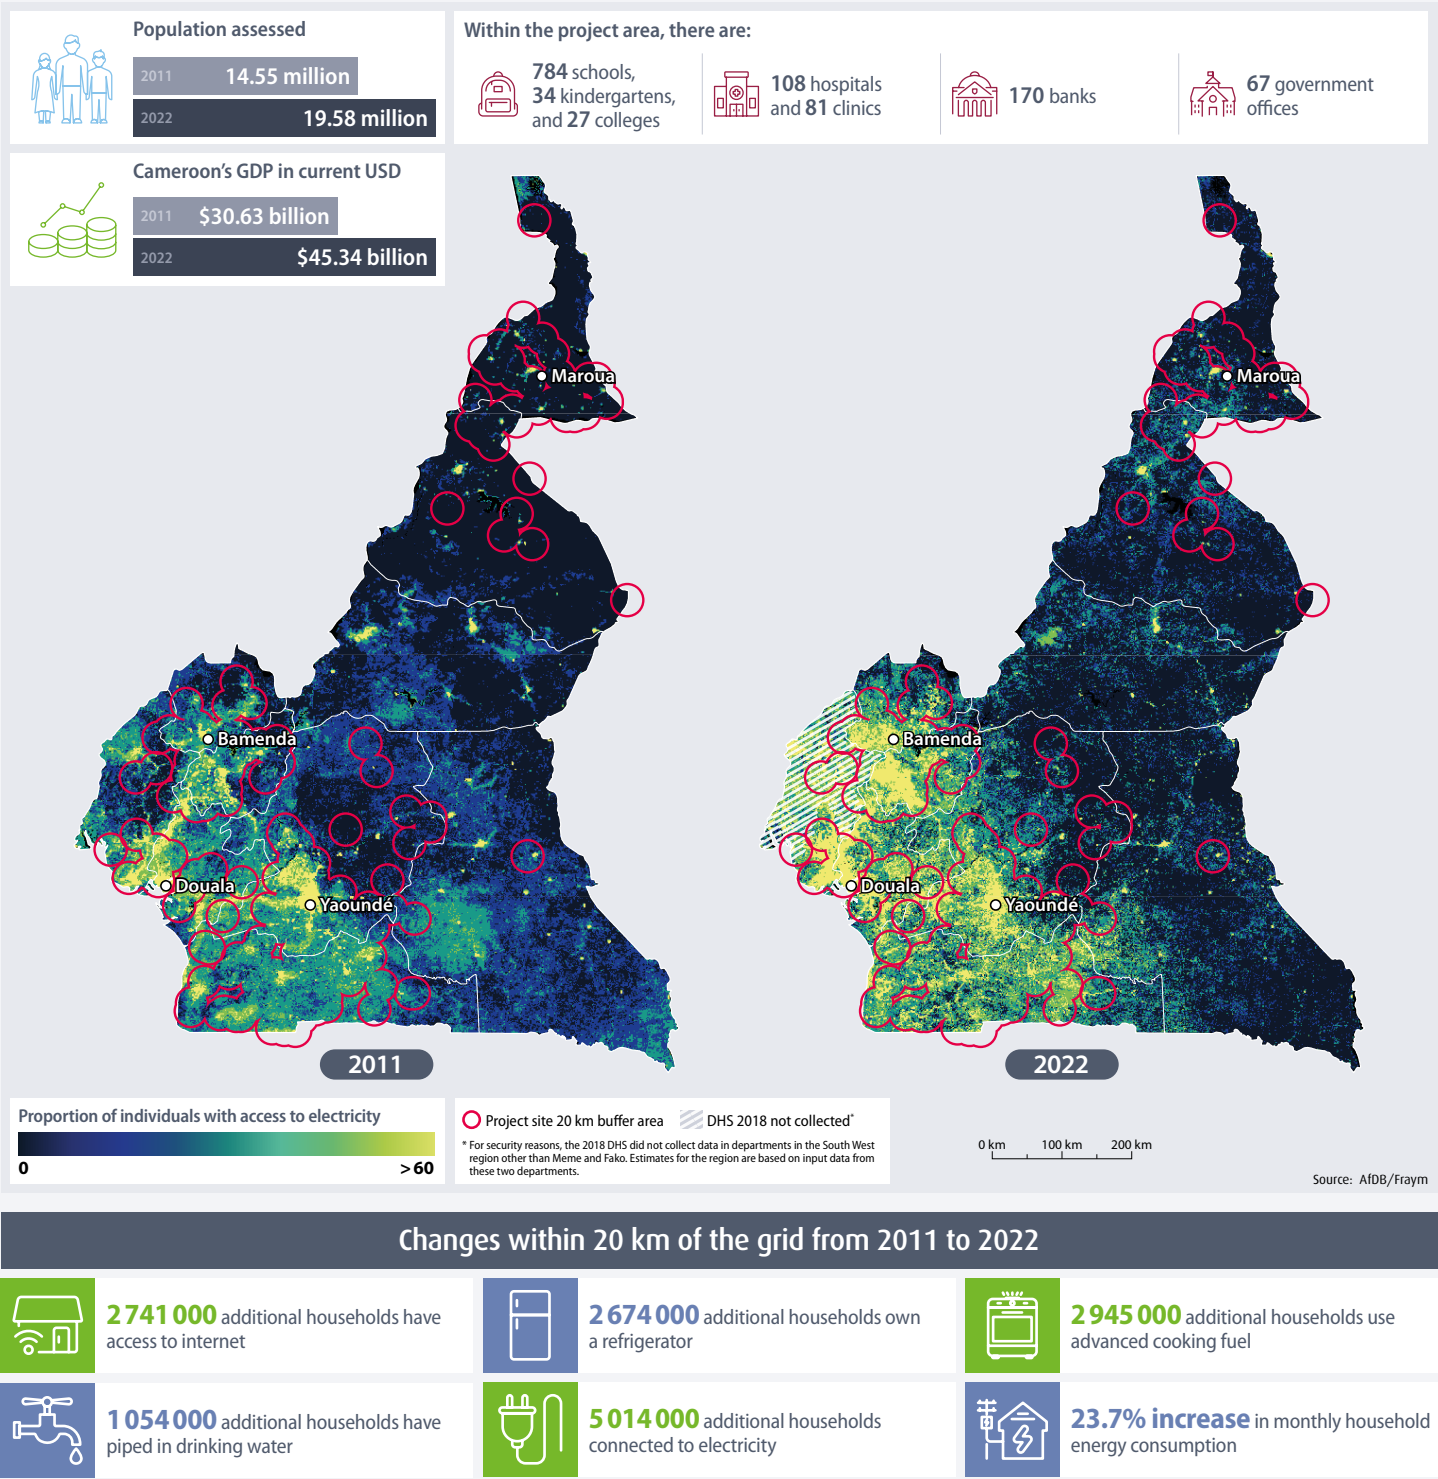 Population assessed
2011 14.55 million
2022 19.58 million
Within the project area, there are:
784 schools,
34 kindergartens,
and 27 colleges
108 hospitals
and 81 clinics
170 banks
67 government
offices
Cameroon's GDP in current USD
2011 $30.63 billion
2022 $45.34 billion
Maroua
Bamenda
Douala
Yaoundé
2011
Maroua
Bamenda
Douala
Yaoundé
2022
Proportion of individuals with access to electricity
0 >60
Project site 20 km buffer area DHS 2018 not collected*
* For security reasons, the 2018 DHS did not collect data in departments in the South West
region other than Meme and Fako. Estimates for the region are based on input data from
these two departments.
0 km 100 km 200 km
Source: AfDB/Fraym
Changes within 20 km of the grid from 2011 to 2022
2 741 000 additional households have
access to internet
2 674 000 additional households own
a refrigerator
2 945 000 additional households use
advanced cooking fuel
1 054 000 additional households have
piped in drinking water
5 014 000 additional households
connected to electricity
23.7% increase in monthly household
energy consumption